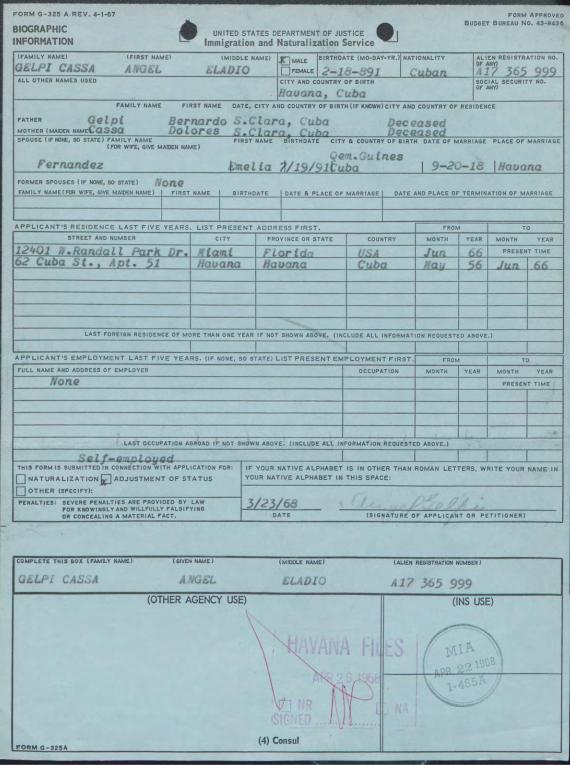 FORM G-325 A REV. 4-1-67
FORM APPROVED
BUDGET BUREAU NO. 43-R436
BIOGRAPHIC
INFORMATION
UNITED STATES DEPARTMENT OF JUSTICE
Immigration and Naturalization Service
(FAMILY NAME) (FIRST NAME) (MIDDLE NAME) MALE FEMALE BIRTHDATE (MO-DAY-YR.) NATIONALITY ALIEN REGISTRATION NO. (IF ANY)
GELPI CASSA ANGEL ELADIO X 2-18-891 Cuban A17 365 999
ALL OTHER NAMES USED CITY AND COUNTRY OF BIRTH SOCIAL SECURITY NO. (IF ANY)
Havana, Cuba
FAMILY NAME FIRST NAME DATE, CITY AND COUNTRY OF BIRTH (IF KNOWN) CITY AND COUNTRY OF RESIDENCE
FATHER Gelpi Bernardo S.Clara, Cuba Deceased
MOTHER (MAIDEN NAME) Cassa Dolores S.Clara, Cuba Deceased
SPOUSE (IF NONE, SO STATE) FAMILY NAME (FOR WIFE, GIVE MAIDEN NAME) FIRST NAME BIRTHDATE CITY & COUNTRY OF BIRTH DATE OF MARRIAGE PLACE OF MARRIAGE
Qem.Guines
Fernandez Emelia 7/19/91 Cuba 9-20-18 Havana
FORMER SPOUSES (IF NONE, SO STATE) None
FAMILY NAME (FOR WIFE, GIVE MAIDEN NAME) FIRST NAME BIRTHDATE DATE & PLACE OF MARRIAGE DATE AND PLACE OF TERMINATION OF MARRIAGE
APPLICANT'S RESIDENCE LAST FIVE YEARS. LIST PRESENT ADDRESS FIRST. FROM TO
STREET AND NUMBER CITY PROVINCE OR STATE COUNTRY MONTH YEAR MONTH YEAR
12401 W.Randall Park Dr. Miami Florida USA Jun 66 PRESENT TIME
62 Cuba St., Apt. 51 Havana Havana Cuba May 56 Jun 66
LAST FOREIGN RESIDENCE OF MORE THAN ONE YEAR IF NOT SHOWN ABOVE. (INCLUDE ALL INFORMATION REQUESTED ABOVE.)
APPLICANT'S EMPLOYMENT LAST FIVE YEARS. (IF NONE, SO STATE) LIST PRESENT EMPLOYMENT FIRST. FROM TO
FULL NAME AND ADDRESS OF EMPLOYER OCCUPATION MONTH YEAR MONTH YEAR
None PRESENT TIME
LAST OCCUPATION ABROAD IF NOT SHOWN ABOVE. (INCLUDE ALL INFORMATION REQUESTED ABOVE.)
Self-employed
THIS FORM IS SUBMITTED IN CONNECTION WITH APPLICATION FOR:
NATURALIZATION X ADJUSTMENT OF STATUS
OTHER (SPECIFY):
IF YOUR NATIVE ALPHABET IS IN OTHER THAN ROMAN LETTERS, WRITE YOUR NAME IN
YOUR NATIVE ALPHABET IN THIS SPACE:
PENALTIES: SEVERE PENALTIES ARE PROVIDED BY LAW
FOR KNOWINGLY AND WILLFULLY FALSIFYING
OR CONCEALING A MATERIAL FACT.
3/23/68
DATE (SIGNATURE OF APPLICANT OR PETITIONER)
COMPLETE THIS BOX (FAMILY NAME) (GIVEN NAME) (MIDDLE NAME) (ALIEN REGISTRATION NUMBER)
GELPI CASSA ANGEL ELADIO A17 365 999
(OTHER AGENCY USE) (INS USE)
HAVANA FILES
APR 26 1968
NR NA
SIGNED
MIA
APR 22 1968
I-485A
(4) Consul
FORM G-325A